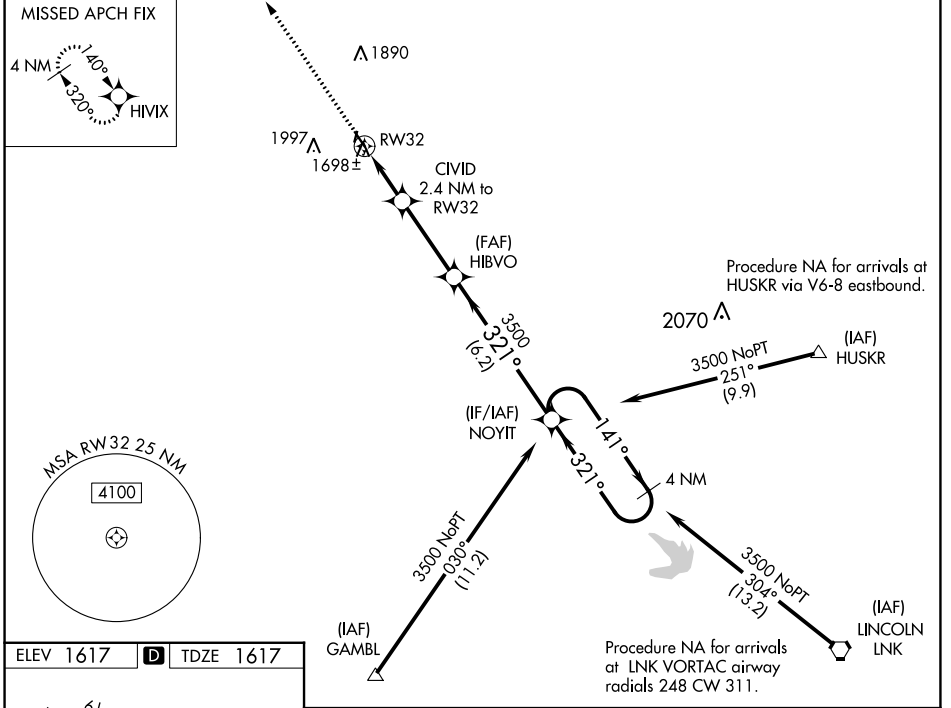 MISSED APCH FIX
4 NM
140°
320°
HIVIX
1890
1997
RW32
1698±
CIVID
2.4 NM to
RW32
(FAF)
HIBVO
Procedure NA for arrivals at
HUSKR via V6-8 eastbound.
2070
3500
321°
(6.2)
(IAF)
HUSKR
3500 NoPT
251°
(9.9)
(IF/IAF)
NOYIT
141°
321°
4 NM
MSA RW32 25 NM
4100
3500 NoPT
030°
(11.2)
3500 NoPT
304°
(13.2)
(IAF)
GAMBL
(IAF)
LINCOLN
LNK
Procedure NA for arrivals
at LNK VORTAC airway
radials 248 CW 311.
ELEV 1617 D TDZE 1617